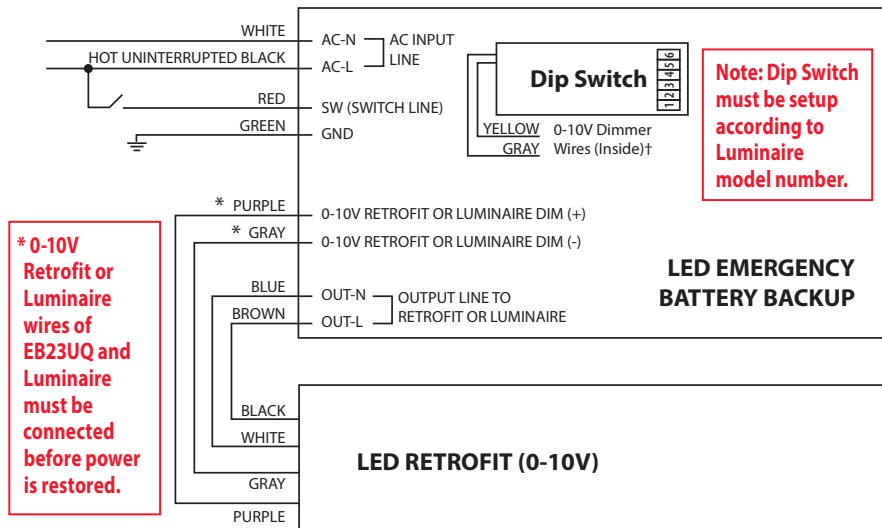 WHITE
AC-N
AC INPUT
LINE
HOT UNINTERRUPTED BLACK
AC-L
RED
SW (SWITCH LINE)
GREEN
GND
Dip Switch
1 2 3 4 5 6
YELLOW
0-10V Dimmer
GRAY
Wires (Inside)†
Note: Dip Switch
must be setup
according to
Luminaire
model number.
* PURPLE
0-10V RETROFIT OR LUMINAIRE DIM (+)
* GRAY
0-10V RETROFIT OR LUMINAIRE DIM (-)
* 0-10V
Retrofit or
Luminaire
wires of
EB23UQ and
Luminaire
must be
connected
before power
is restored.
BLUE
OUT-N
OUTPUT LINE TO
RETROFIT OR LUMINAIRE
BROWN
OUT-L
LED EMERGENCY
BATTERY BACKUP
BLACK
WHITE
GRAY
PURPLE
LED RETROFIT (0-10V)